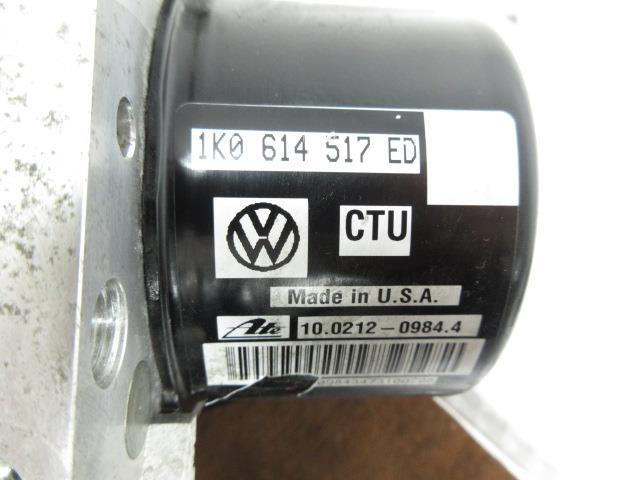 1K0 614 517 ED
CTU
Made in U.S.A.
Ate 10.0212-0984.4